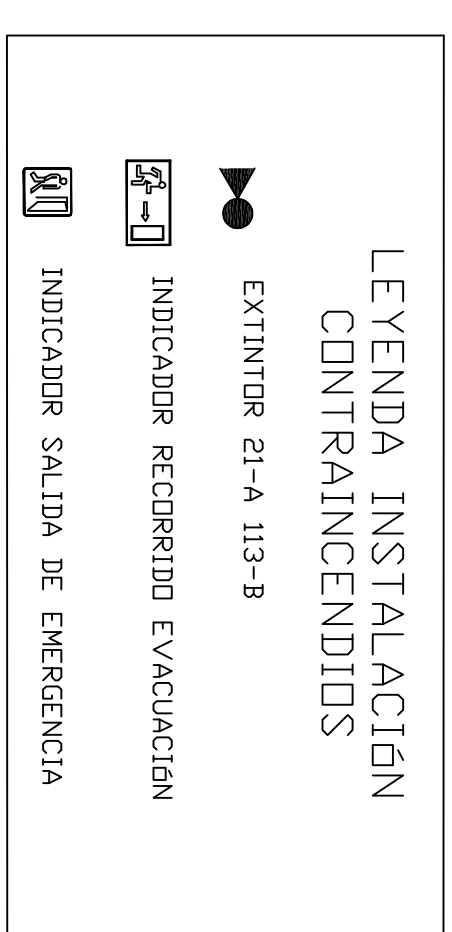 LEYENDA INSTALACIÓN
CONTRAINCENDIOS
EXTINTOR 21-A 113-B
INDICADOR RECORRIDO EVACUACIÓN
INDICADOR SALIDA DE EMERGENCIA